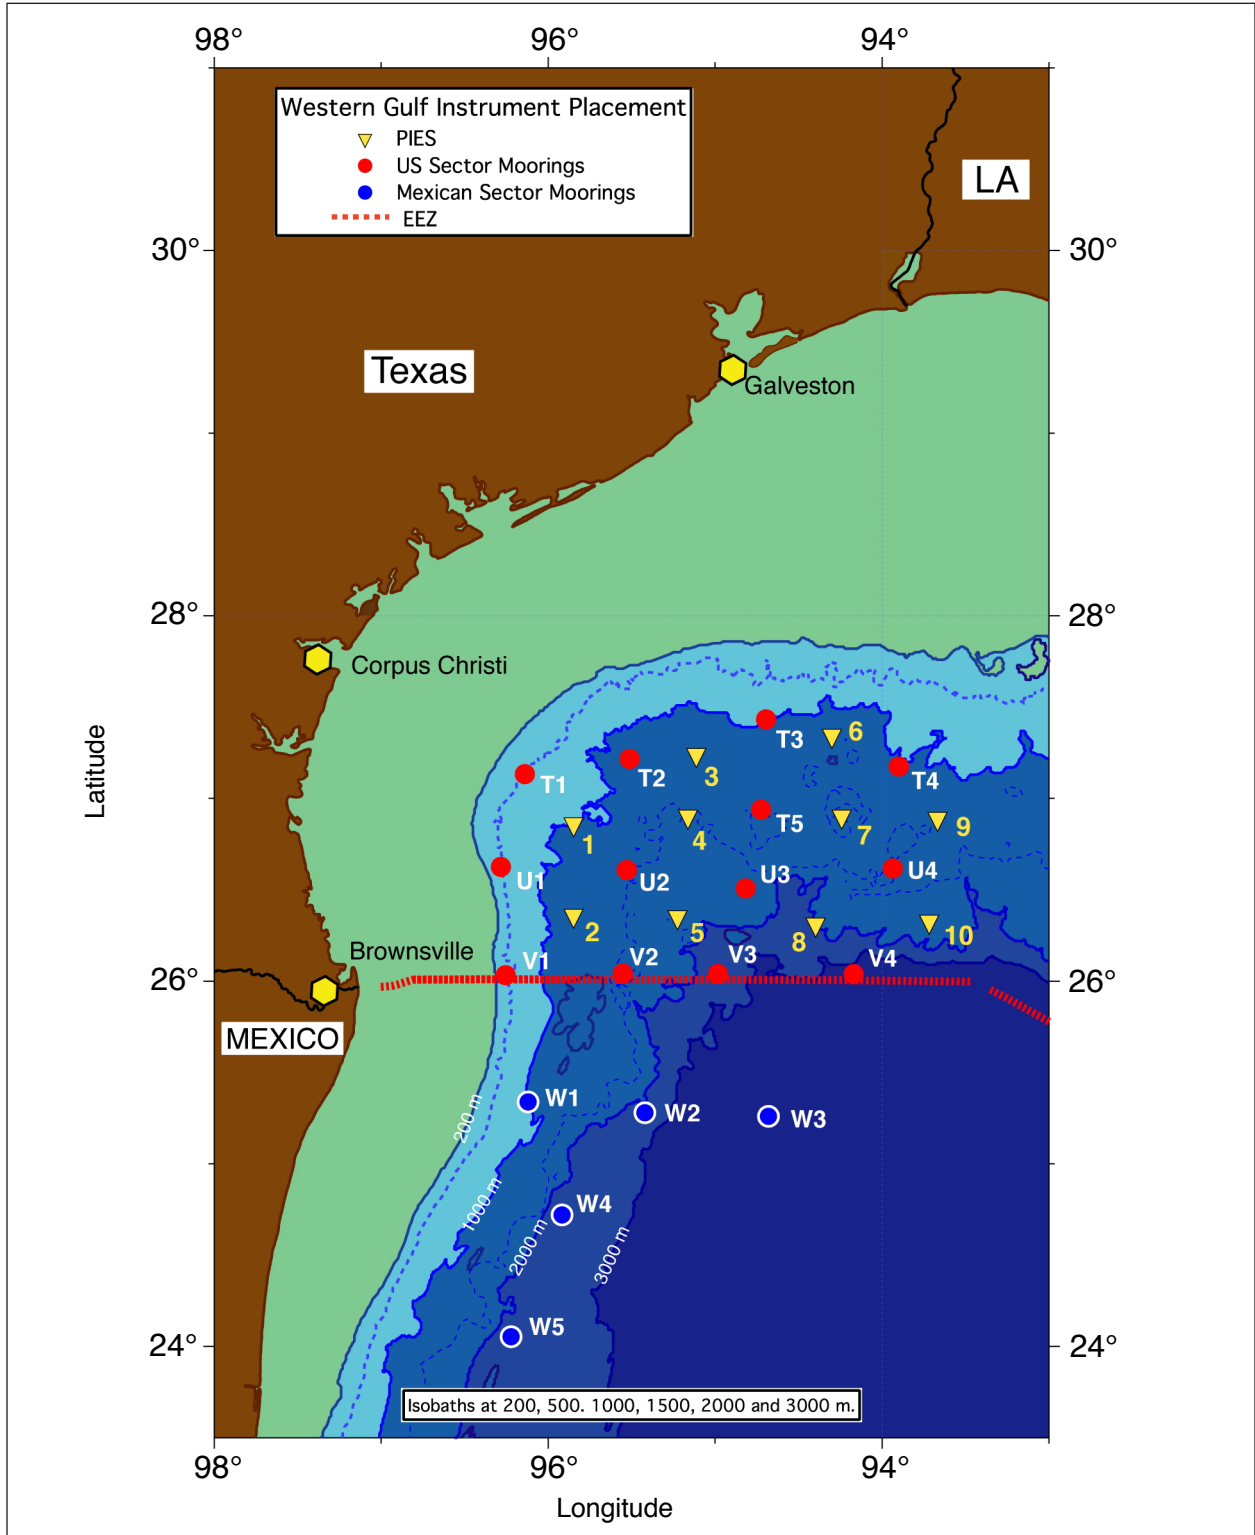 98° 96° 94°
Western Gulf Instrument Placement
PIES
US Sector Moorings
Mexican Sector Moorings
EEZ
LA
30° 30°
Texas
Galveston
28° 28°
Corpus Christi
T3 6
T2 3 T4
T1
T5
1 4 7 9
U1 U2 U3 U4
2 5 8 10
Brownsville
V1 V2 V3 V4
26° 26°
MEXICO
Latitude
W1 W2 W3
200 m
1000 m
W4
2000 m
3000 m
W5
24° 24°
Isobaths at 200, 500. 1000, 1500, 2000 and 3000 m.
98° 96° 94°
Longitude